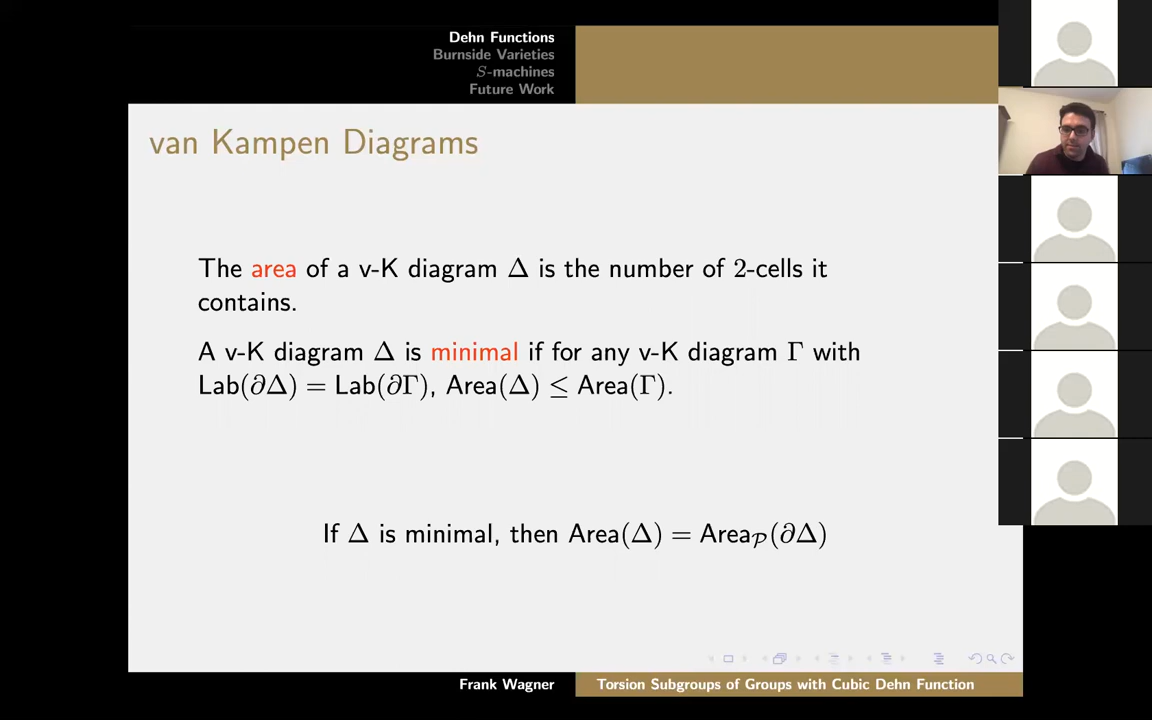 Dehn Functions
Burnside Varieties
S-machines
Future Work
van Kampen Diagrams
The area of a v-K diagram Δ is the number of 2-cells it
contains.
A v-K diagram Δ is minimal if for any v-K diagram Γ with
Lab(∂Δ) = Lab(∂Γ), Area(Δ) ≤ Area(Γ).
If Δ is minimal, then Area(Δ) = Area𝒫(∂Δ)
Frank Wagner
Torsion Subgroups of Groups with Cubic Dehn Function